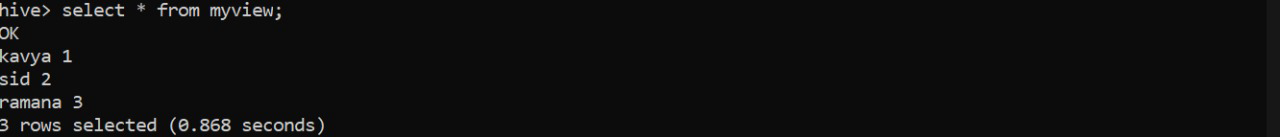 hive> select * from myview;
OK
kavya 1
sid 2
ramana 3
3 rows selected (0.868 seconds)